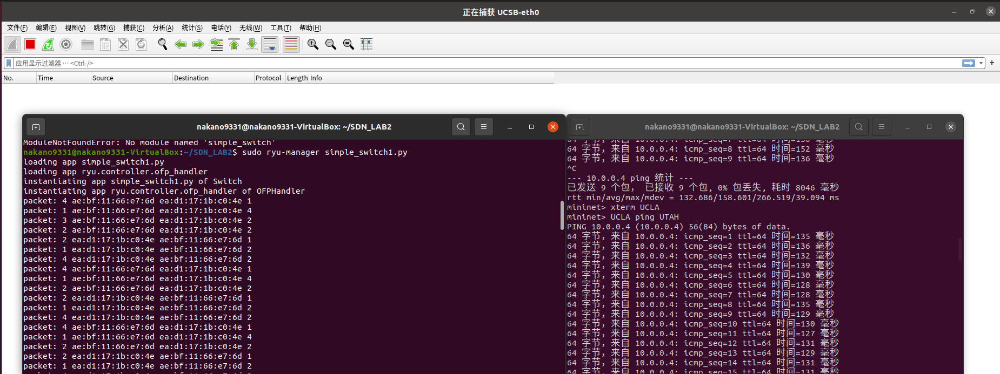 正在捕获 UCSB-eth0
文件(F) 编辑(E) 视图(V) 跳转(G) 捕获(C) 分析(A) 统计(S) 电话(Y) 无线(W) 工具(T) 帮助(H)
应用显示过滤器 … <Ctrl-/>
No. Time Source Destination Protocol Length Info
nakano9331@nakano9331-VirtualBox: ~/SDN_LAB2
ModuleNotFoundError: No module named 'simple_switch'
nakano9331@nakano9331-VirtualBox:~/SDN_LAB2$ sudo ryu-manager simple_switch1.py
loading app simple_switch1.py
loading app ryu.controller.ofp_handler
instantiating app simple_switch1.py of Switch
instantiating app ryu.controller.ofp_handler of OFPHandler
packet: 4 ae:bf:11:66:e7:6d ea:d1:17:1b:c0:4e 1
packet: 1 ae:bf:11:66:e7:6d ea:d1:17:1b:c0:4e 4
packet: 3 ae:bf:11:66:e7:6d ea:d1:17:1b:c0:4e 2
packet: 2 ae:bf:11:66:e7:6d ea:d1:17:1b:c0:4e 2
packet: 2 ea:d1:17:1b:c0:4e ae:bf:11:66:e7:6d 1
packet: 1 ea:d1:17:1b:c0:4e ae:bf:11:66:e7:6d 2
packet: 4 ea:d1:17:1b:c0:4e ae:bf:11:66:e7:6d 2
packet: 4 ae:bf:11:66:e7:6d ea:d1:17:1b:c0:4e 1
packet: 1 ae:bf:11:66:e7:6d ea:d1:17:1b:c0:4e 4
packet: 2 ae:bf:11:66:e7:6d ea:d1:17:1b:c0:4e 2
packet: 2 ea:d1:17:1b:c0:4e ae:bf:11:66:e7:6d 1
packet: 1 ea:d1:17:1b:c0:4e ae:bf:11:66:e7:6d 2
packet: 4 ea:d1:17:1b:c0:4e ae:bf:11:66:e7:6d 2
packet: 4 ae:bf:11:66:e7:6d ea:d1:17:1b:c0:4e 1
packet: 1 ae:bf:11:66:e7:6d ea:d1:17:1b:c0:4e 4
packet: 2 ae:bf:11:66:e7:6d ea:d1:17:1b:c0:4e 2
packet: 2 ea:d1:17:1b:c0:4e ae:bf:11:66:e7:6d 1
packet: 1 ea:d1:17:1b:c0:4e ae:bf:11:66:e7:6d 2
nakano9331@nakano9331-VirtualBox: ~/SDN_LAB2
64 字节，来自 10.0.0.4: icmp_seq=8 ttl=64 时间=152 毫秒
64 字节，来自 10.0.0.4: icmp_seq=9 ttl=64 时间=136 毫秒
^C
--- 10.0.0.4 ping 统计 ---
已发送 9 个包， 已接收 9 个包, 0% 包丢失, 耗时 8046 毫秒
rtt min/avg/max/mdev = 132.686/158.601/266.519/39.094 ms
mininet> xterm UCLA
mininet> UCLA ping UTAH
PING 10.0.0.4 (10.0.0.4) 56(84) bytes of data.
64 字节，来自 10.0.0.4: icmp_seq=1 ttl=64 时间=135 毫秒
64 字节，来自 10.0.0.4: icmp_seq=2 ttl=64 时间=136 毫秒
64 字节，来自 10.0.0.4: icmp_seq=3 ttl=64 时间=132 毫秒
64 字节，来自 10.0.0.4: icmp_seq=4 ttl=64 时间=139 毫秒
64 字节，来自 10.0.0.4: icmp_seq=5 ttl=64 时间=130 毫秒
64 字节，来自 10.0.0.4: icmp_seq=6 ttl=64 时间=128 毫秒
64 字节，来自 10.0.0.4: icmp_seq=7 ttl=64 时间=128 毫秒
64 字节，来自 10.0.0.4: icmp_seq=8 ttl=64 时间=135 毫秒
64 字节，来自 10.0.0.4: icmp_seq=9 ttl=64 时间=129 毫秒
64 字节，来自 10.0.0.4: icmp_seq=10 ttl=64 时间=130 毫秒
64 字节，来自 10.0.0.4: icmp_seq=11 ttl=64 时间=127 毫秒
64 字节，来自 10.0.0.4: icmp_seq=12 ttl=64 时间=131 毫秒
64 字节，来自 10.0.0.4: icmp_seq=13 ttl=64 时间=129 毫秒
64 字节，来自 10.0.0.4: icmp_seq=14 ttl=64 时间=131 毫秒
64 字节，来自 10.0.0.4: icmp_seq=15 ttl=64 时间=131 毫秒